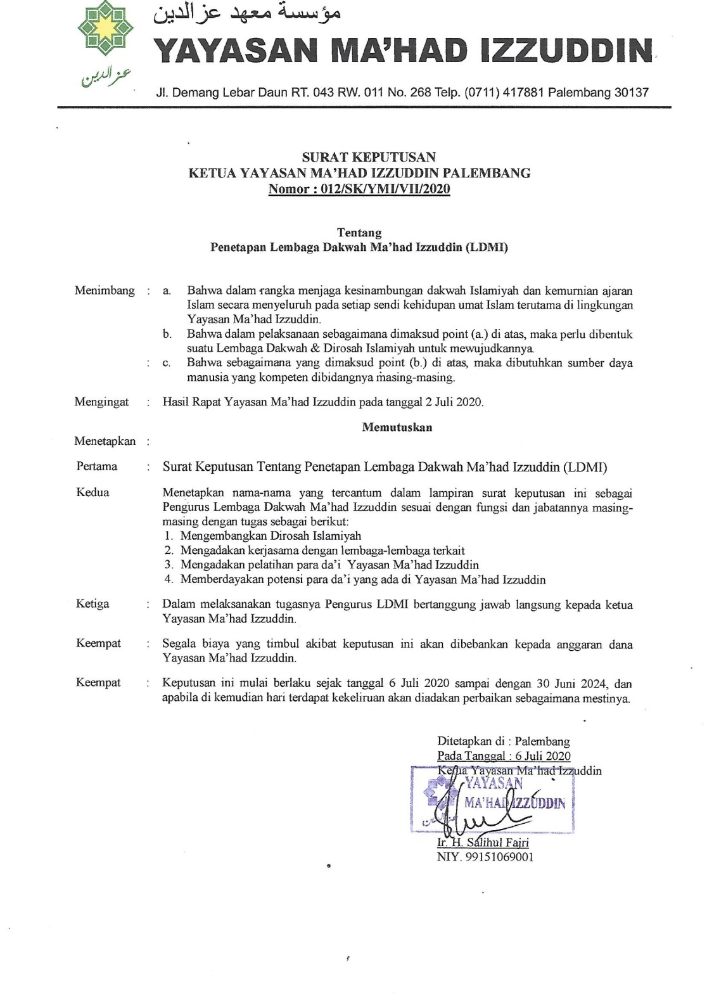 مؤسسة معهد عز الدين
YAYASAN MA'HAD IZZUDDIN
عز الدين
Jl. Demang Lebar Daun RT. 043 RW. 011 No. 268 Telp. (0711) 417881 Palembang 30137
SURAT KEPUTUSAN
KETUA YAYASAN MA'HAD IZZUDDIN PALEMBANG
Nomor : 012/SK/YMI/VII/2020
Tentang
Penetapan Lembaga Dakwah Ma'had Izzuddin (LDMI)
Menimbang : a. Bahwa dalam rangka menjaga kesinambungan dakwah Islamiyah dan kemurnian ajaran
Islam secara menyeluruh pada setiap sendi kehidupan umat Islam terutama di lingkungan
Yayasan Ma'had Izzuddin.
b. Bahwa dalam pelaksanaan sebagaimana dimaksud point (a.) di atas, maka perlu dibentuk
suatu Lembaga Dakwah & Dirosah Islamiyah untuk mewujudkannya.
: c. Bahwa sebagaimana yang dimaksud point (b.) di atas, maka dibutuhkan sumber daya
manusia yang kompeten dibidangnya masing-masing.
Mengingat : Hasil Rapat Yayasan Ma'had Izzuddin pada tanggal 2 Juli 2020.
Memutuskan
Menetapkan :
Pertama : Surat Keputusan Tentang Penetapan Lembaga Dakwah Ma'had Izzuddin (LDMI)
Kedua : Menetapkan nama-nama yang tercantum dalam lampiran surat keputusan ini sebagai
Pengurus Lembaga Dakwah Ma'had Izzuddin sesuai dengan fungsi dan jabatannya masing-
masing dengan tugas sebagai berikut:
1. Mengembangkan Dirosah Islamiyah
2. Mengadakan kerjasama dengan lembaga-lembaga terkait
3. Mengadakan pelatihan para da'i Yayasan Ma'had Izzuddin
4. Memberdayakan potensi para da'i yang ada di Yayasan Ma'had Izzuddin
Ketiga : Dalam melaksanakan tugasnya Pengurus LDMI bertanggung jawab langsung kepada ketua
Yayasan Ma'had Izzuddin.
Keempat : Segala biaya yang timbul akibat keputusan ini akan dibebankan kepada anggaran dana
Yayasan Ma'had Izzuddin.
Keempat : Keputusan ini mulai berlaku sejak tanggal 6 Juli 2020 sampai dengan 30 Juni 2024, dan
apabila di kemudian hari terdapat kekeliruan akan diadakan perbaikan sebagaimana mestinya.
Ditetapkan di : Palembang
Pada Tanggal : 6 Juli 2020
Ketua Yayasan Ma'had Izzuddin
YAYASAN
MA'HAD IZZUDDIN
عز الدين
Ir. H. Salihul Fajri
NIY. 99151069001